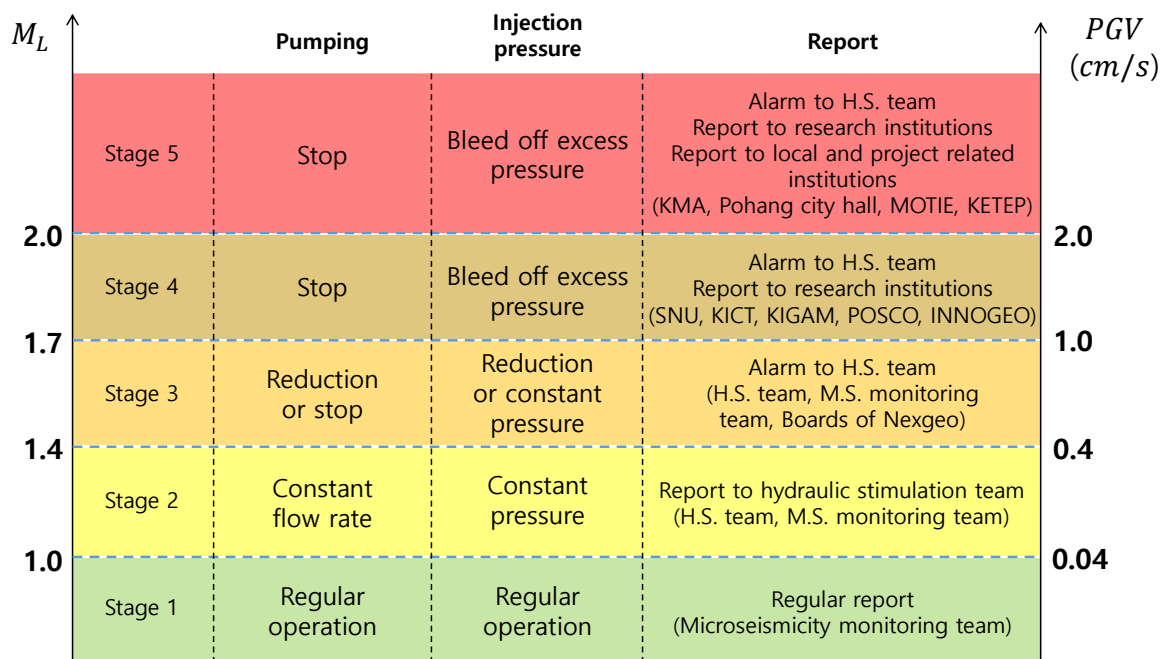 M_L
Pumping
Injection
pressure
Report
PGV
(cm/s)
Stage 5
Stop
Bleed off excess
pressure
Alarm to H.S. team
Report to research institutions
Report to local and project related
institutions
(KMA, Pohang city hall, MOTIE, KETEP)
2.0
2.0
Stage 4
Stop
Bleed off excess
pressure
Alarm to H.S. team
Report to research institutions
(SNU, KICT, KIGAM, POSCO, INNOGEO)
1.7
1.0
Stage 3
Reduction
or stop
Reduction
or constant
pressure
Alarm to H.S. team
(H.S. team, M.S. monitoring
team, Boards of Nexgeo)
1.4
0.4
Stage 2
Constant
flow rate
Constant
pressure
Report to hydraulic stimulation team
(H.S. team, M.S. monitoring team)
1.0
0.04
Stage 1
Regular
operation
Regular
operation
Regular report
(Microseismicity monitoring team)